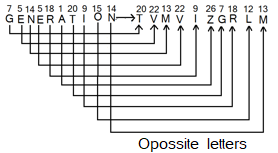 7 5 14 5 18 1 20 9 15 14 20 22 13 22 9 26 7 18 12 13
G E N E R A T I O N → T V M V I Z G R L M
Opossite letters